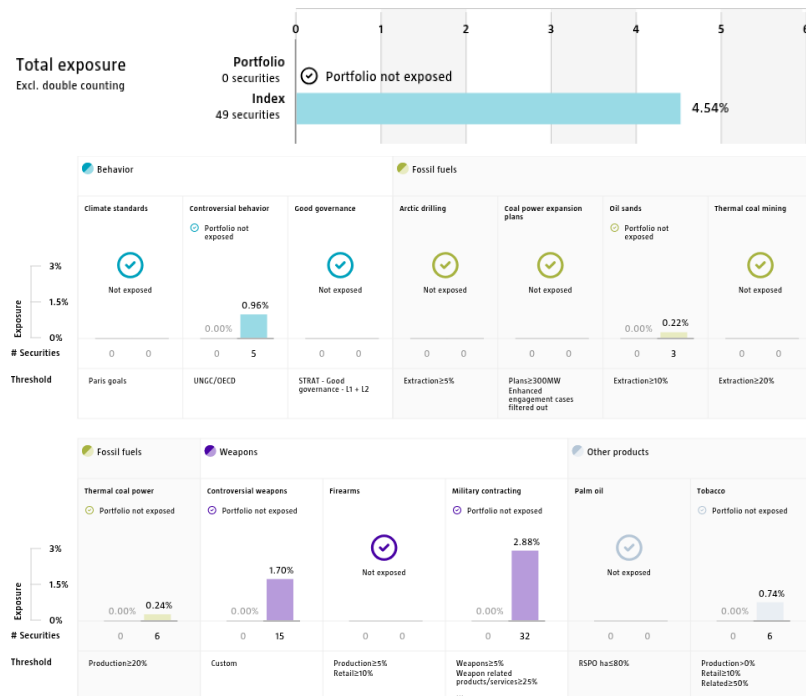 0 1 2 3 4 5 6
Total exposure
Excl. double counting
Portfolio
0 securities
Portfolio not exposed
Index
49 securities
4.54%
Behavior
Fossil fuels
Climate standards
Controversial behavior
Good governance
Arctic drilling
Coal power expansion
plans
Oil sands
Thermal coal mining
Portfolio not
exposed
Portfolio not
exposed
Exposure
3%
1.5%
0%
Not exposed
0.00%
0.96%
Not exposed
Not exposed
Not exposed
0.00%
0.22%
Not exposed
# Securities
0 0
0 5
0 0
0 0
0 0
0 3
0 0
Threshold
Paris goals
UNGC/OECD
STRAT - Good
governance - L1 + L2
Extraction≥5%
Plans≥300MW
Enhanced
engagement cases
filtered out
Extraction≥10%
Extraction≥20%
Fossil fuels
Weapons
Other products
Thermal coal power
Controversial weapons
Firearms
Military contracting
Palm oil
Tobacco
Portfolio not exposed
Portfolio not exposed
Portfolio not exposed
Portfolio not exposed
Exposure
3%
1.5%
0%
0.00%
0.24%
0.00%
1.70%
Not exposed
0.00%
2.88%
Not exposed
0.00%
0.74%
# Securities
0 6
0 15
0 0
0 32
0 0
0 6
Threshold
Production≥20%
Custom
Production≥5%
Retail≥10%
Weapons≥5%
Weapon related
products/services≥25%
RSPO ha≤80%
Production>0%
Retail≥10%
Related≥50%